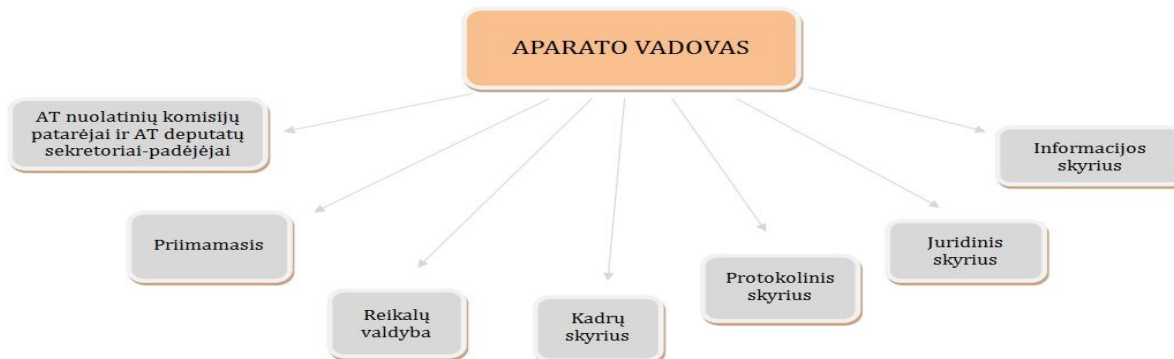 APARATO VADOVAS
AT nuolatinių komisijų
patarėjai ir AT deputatų
sekretoriai-padėjėjai
Priimamasis
Reikalų
valdyba
Kadrų
skyrius
Protokolinis
skyrius
Juridinis
skyrius
Informacijos
skyrius